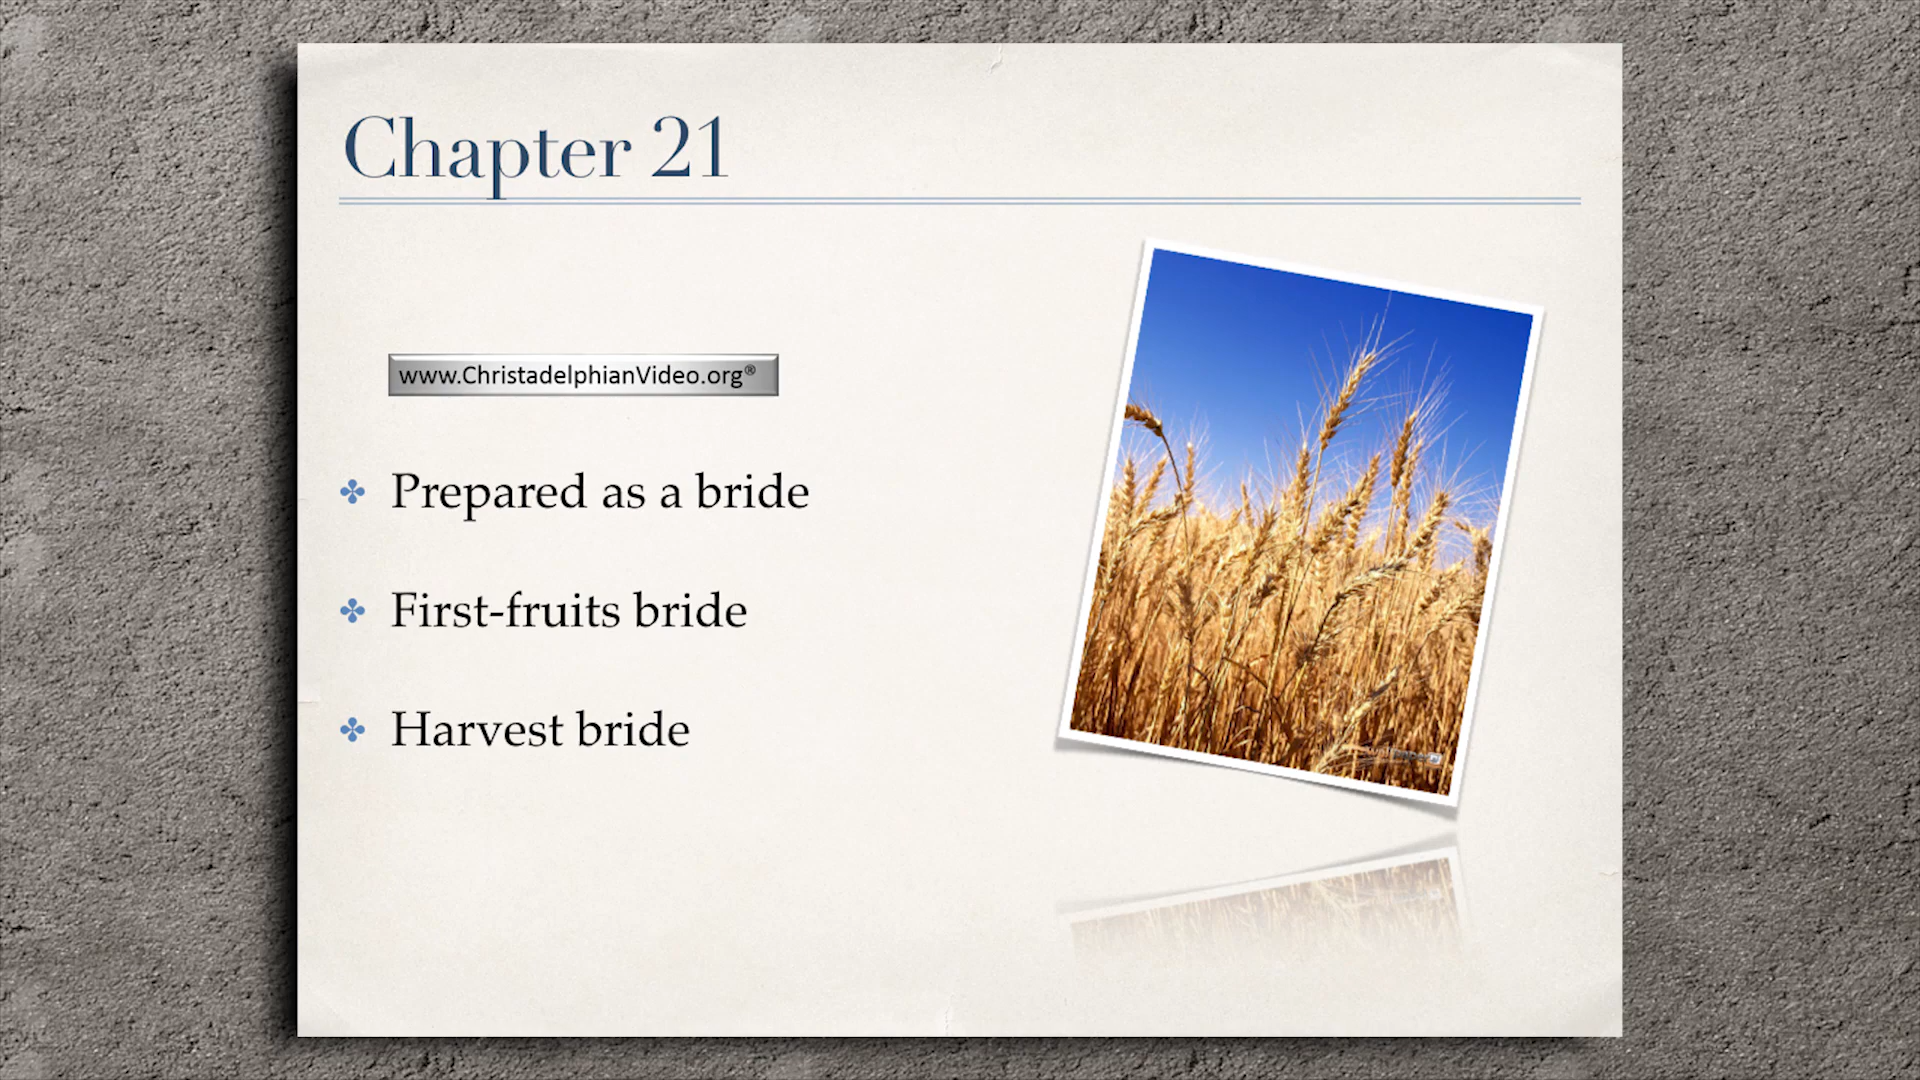 Chapter 21
www.ChristadelphianVideo.org®
Prepared as a bride
First-fruits bride
Harvest bride